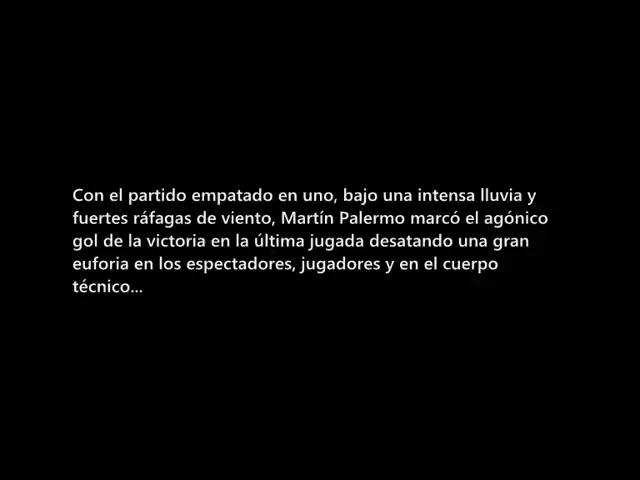 Con el partido empatado en uno, bajo una intensa lluvia y
fuertes ráfagas de viento, Martín Palermo marcó el agónico
gol de la victoria en la última jugada desatando una gran
euforia en los espectadores, jugadores y en el cuerpo
técnico...